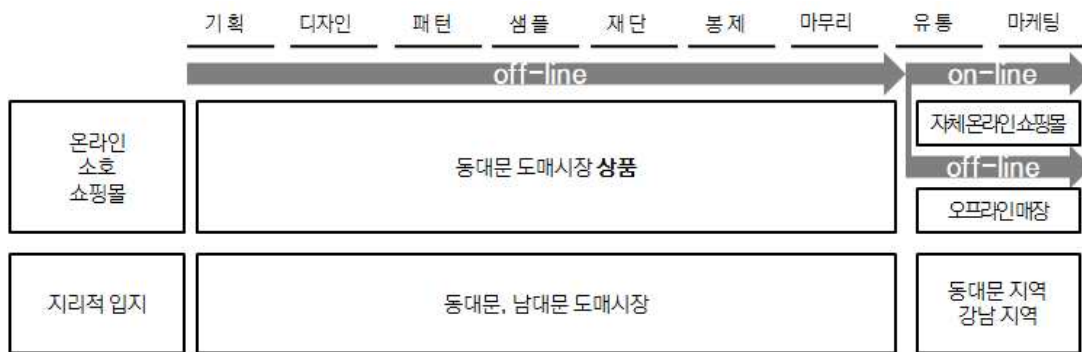 기 획 디자인 패 턴 샘 플 재 단 봉 제 마무리 유 통 마케팅
off-line on-line
온라인
소호
쇼핑몰
동대문 도매시장 상품
자체온라인쇼핑몰
off-line
오프라인매장
지리적 입지
동대문, 남대문 도매시장
동대문 지역
강남 지역